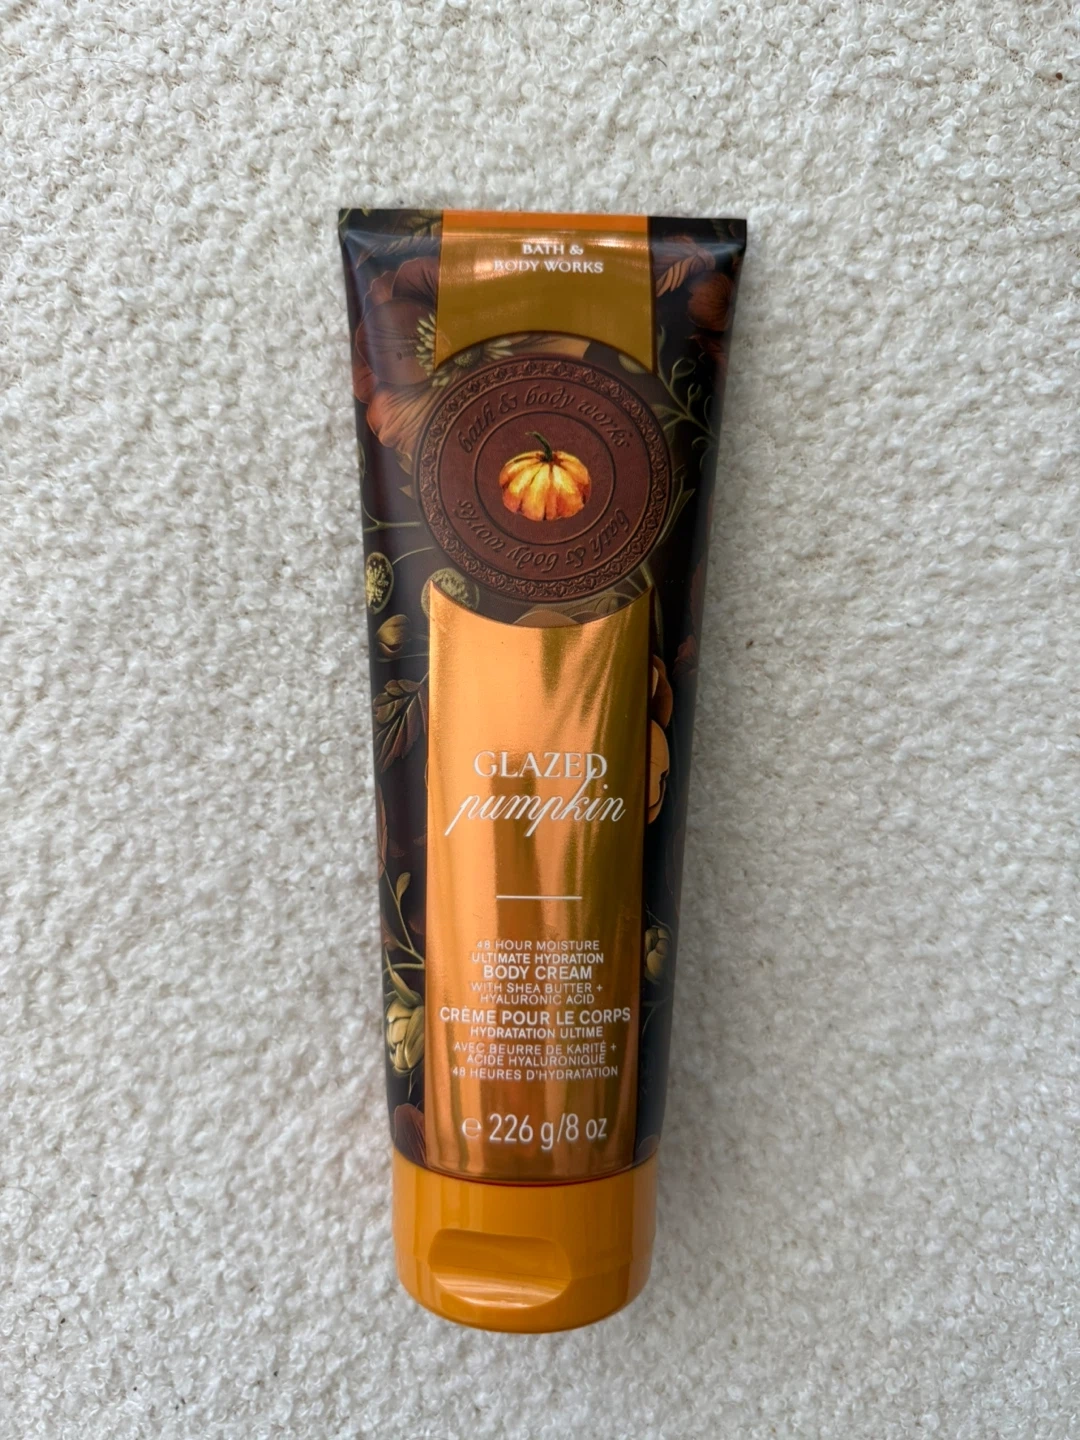 BATH &
BODY WORKS
bath & body works
bath & body works
GLAZED
pumpkin
48 HOUR MOISTURE
ULTIMATE HYDRATION
BODY CREAM
WITH SHEA BUTTER +
HYALURONIC ACID
CRÈME POUR LE CORPS
HYDRATATION ULTIME
AVEC BEURRE DE KARITÉ +
ACIDE HYALURONIQUE
48 HEURES D'HYDRATATION
℮ 226 g/8 oz